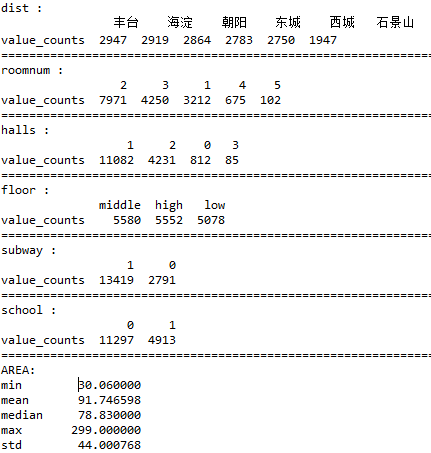 dist :
丰台 海淀 朝阳 东城 西城 石景山
value_counts 2947 2919 2864 2783 2750 1947
======================================================
roomnum :
2 3 1 4 5
value_counts 7971 4250 3212 675 102
======================================================
halls :
1 2 0 3
value_counts 11082 4231 812 85
======================================================
floor :
middle high low
value_counts 5580 5552 5078
======================================================
subway :
1 0
value_counts 13419 2791
======================================================
school :
0 1
value_counts 11297 4913
======================================================
AREA:
min 30.060000
mean 91.746598
median 78.830000
max 299.000000
std 44.000768